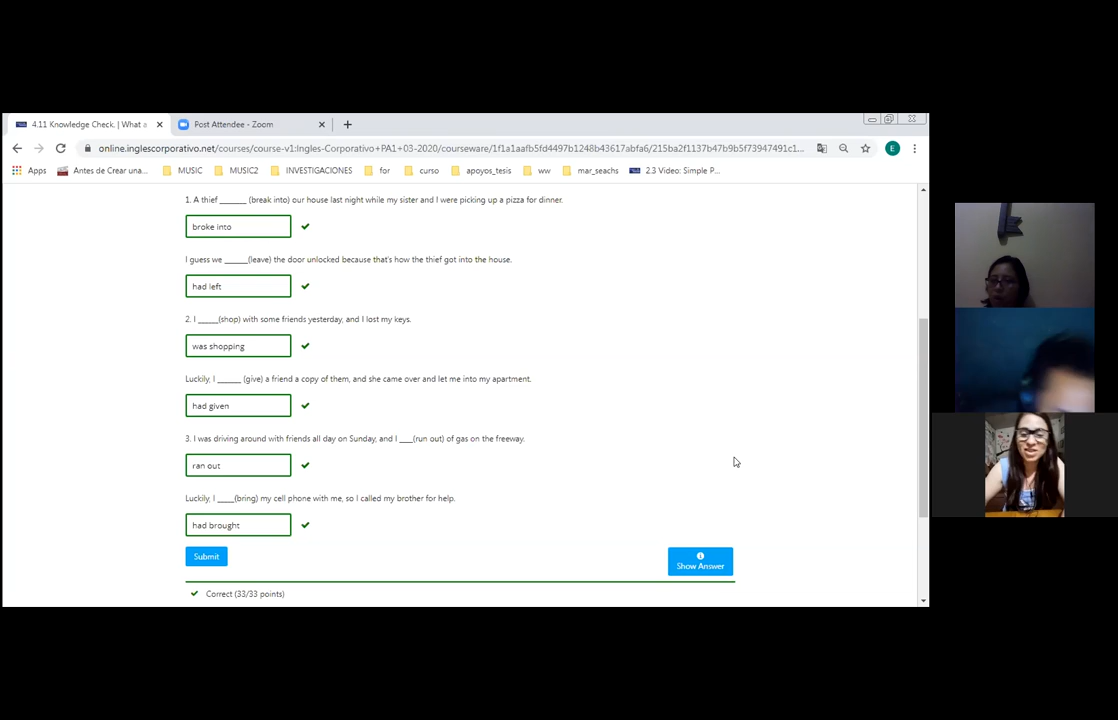 4.11 Knowledge Check. | What a
Post Attendee - Zoom
online.inglescorporativo.net/courses/course-v1:Ingles-Corporativo+PA1+03-2020/courseware/1f1a1aafb5fd4497b1248b43617abfa6/215ba2f1137b47b9b5f73947491c1...
E
Apps
Antes de Crear una...
MUSIC
MUSIC2
INVESTIGACIONES
for
curso
apoyos_tesis
ww
mar_seachs
2.3 Video: Simple P...
1. A thief ______ (break into) our house last night while my sister and I were picking up a pizza for dinner.
broke into
I guess we _____(leave) the door unlocked because that's how the thief got into the house.
had left
2. I ____(shop) with some friends yesterday, and I lost my keys.
was shopping
Luckily, I _____ (give) a friend a copy of them, and she came over and let me into my apartment.
had given
3. I was driving around with friends all day on Sunday, and I ___(run out) of gas on the freeway.
ran out
Luckily, I ____(bring) my cell phone with me, so I called my brother for help.
had brought
Submit
Show Answer
Correct (33/33 points)